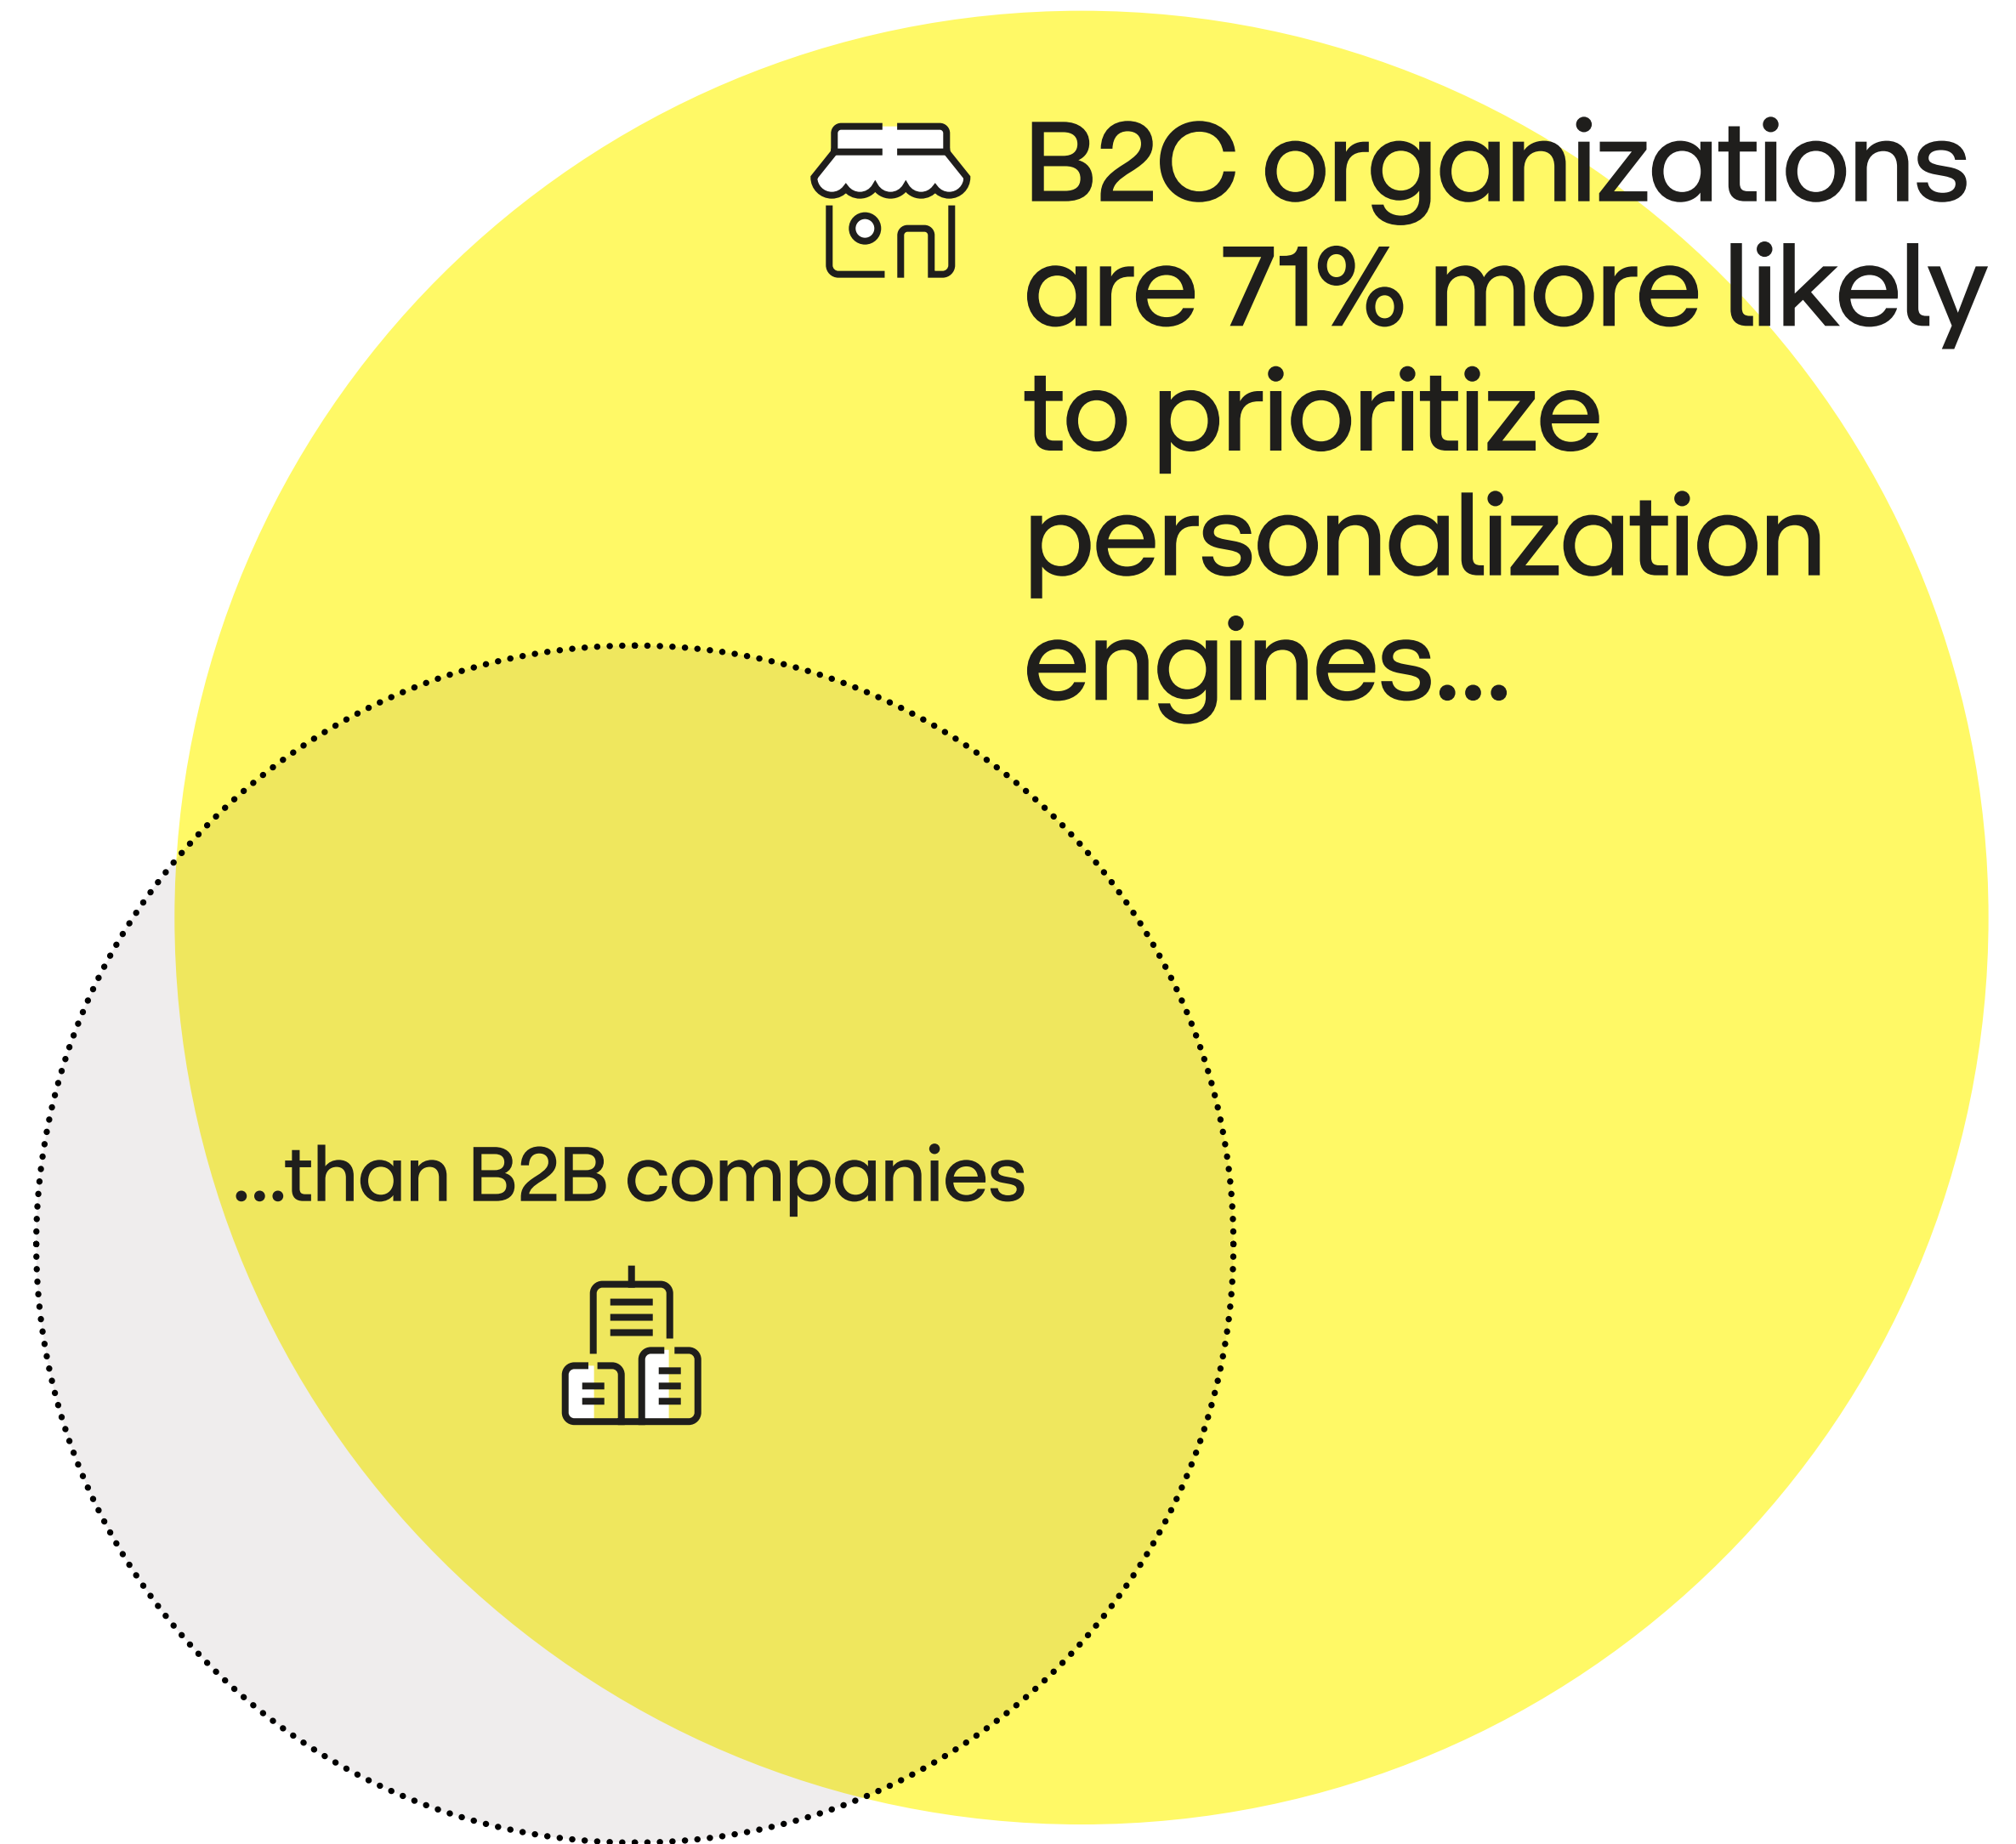 B2C organizations
are 71% more likely
to prioritize
personalization
engines...
...than B2B companies